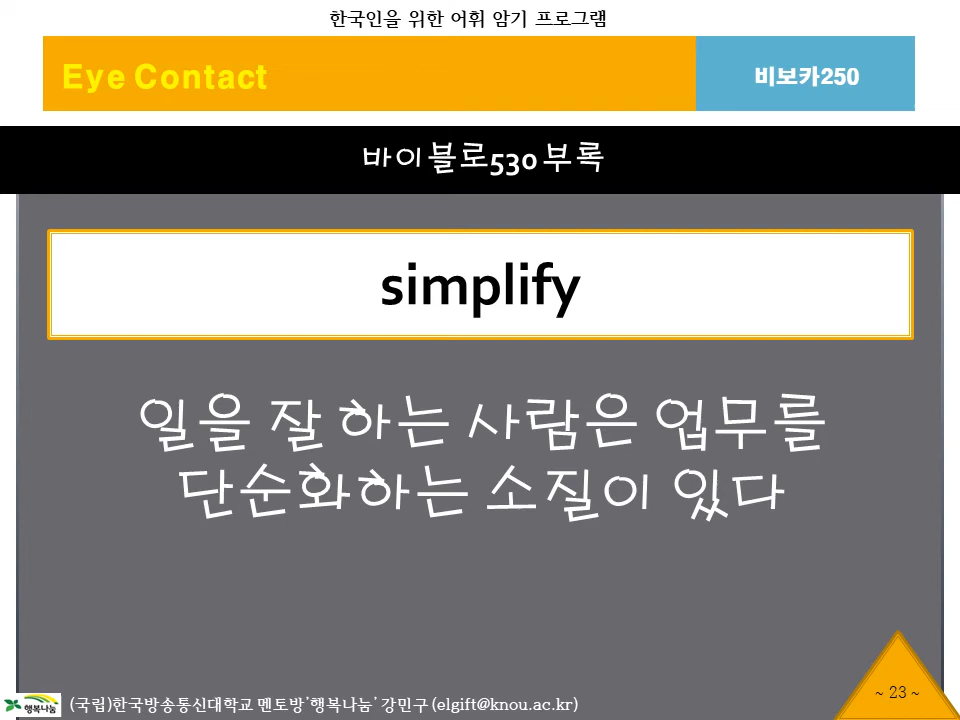 한국인을 위한 어휘 암기 프로그램
Eye Contact
비보카250
바이블로530 부록
simplify
일을 잘 하는 사람은 업무를
단순화하는 소질이 있다
~ 23 ~
행복나눔
(국립)한국방송통신대학교 멘토방‘행복나눔’ 강민구 (elgift@knou.ac.kr)